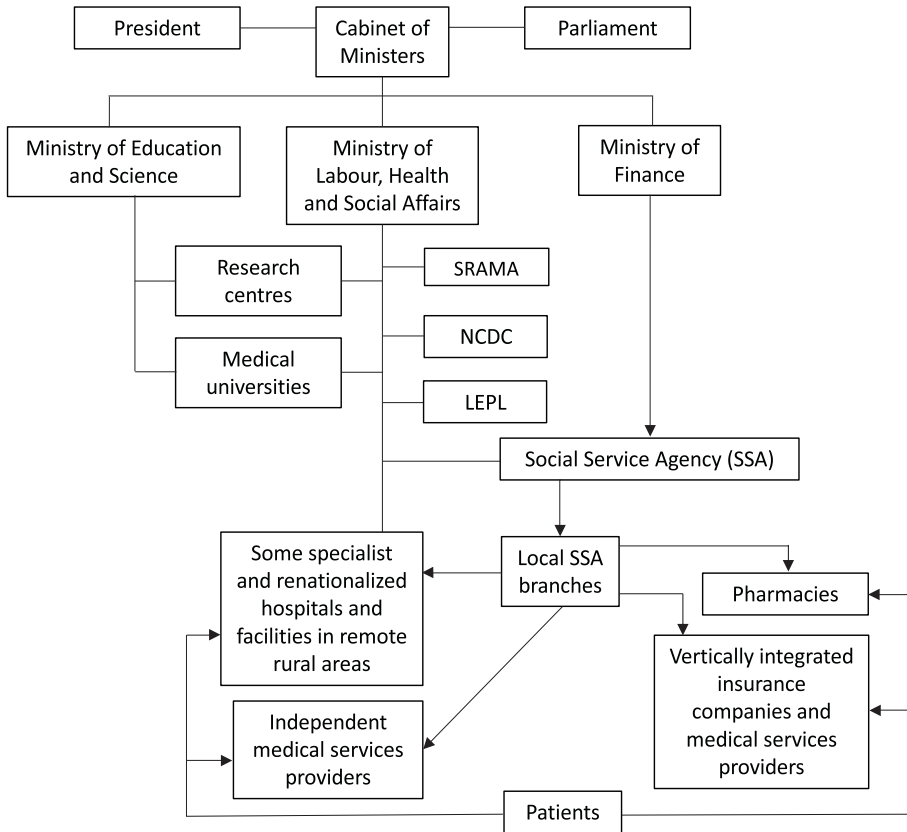 President
Cabinet of
Ministers
Parliament
Ministry of Education
and Science
Ministry of
Labour, Health
and Social Affairs
Ministry of
Finance
Research
centres
SRAMA
NCDC
Medical
universities
LEPL
Social Service Agency (SSA)
Some specialist
and renationalized
hospitals and
facilities in remote
rural areas
Local SSA
branches
Pharmacies
Vertically integrated
insurance
companies and
medical services
providers
Independent
medical services
providers
Patients